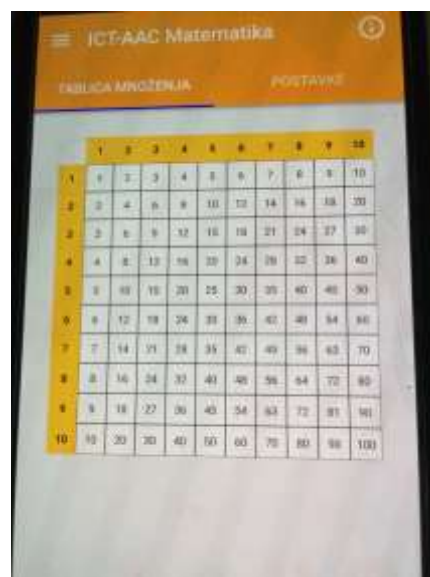 ICT-AAC Matematika
TABLICA MNOŽENJA POSTAVKE
1 2 3 4 5 6 7 8 9 10
1 1 2 3 4 5 6 7 8 9 10
2 2 4 6 8 10 12 14 16 18 20
3 3 6 9 12 15 18 21 24 27 30
4 4 8 12 16 20 24 28 32 36 40
5 5 10 15 20 25 30 35 40 45 50
6 6 12 18 24 30 36 42 48 54 60
7 7 14 21 28 35 42 49 56 63 70
8 8 16 24 32 40 48 56 64 72 80
9 9 18 27 36 45 54 63 72 81 90
10 10 20 30 40 50 60 70 80 90 100